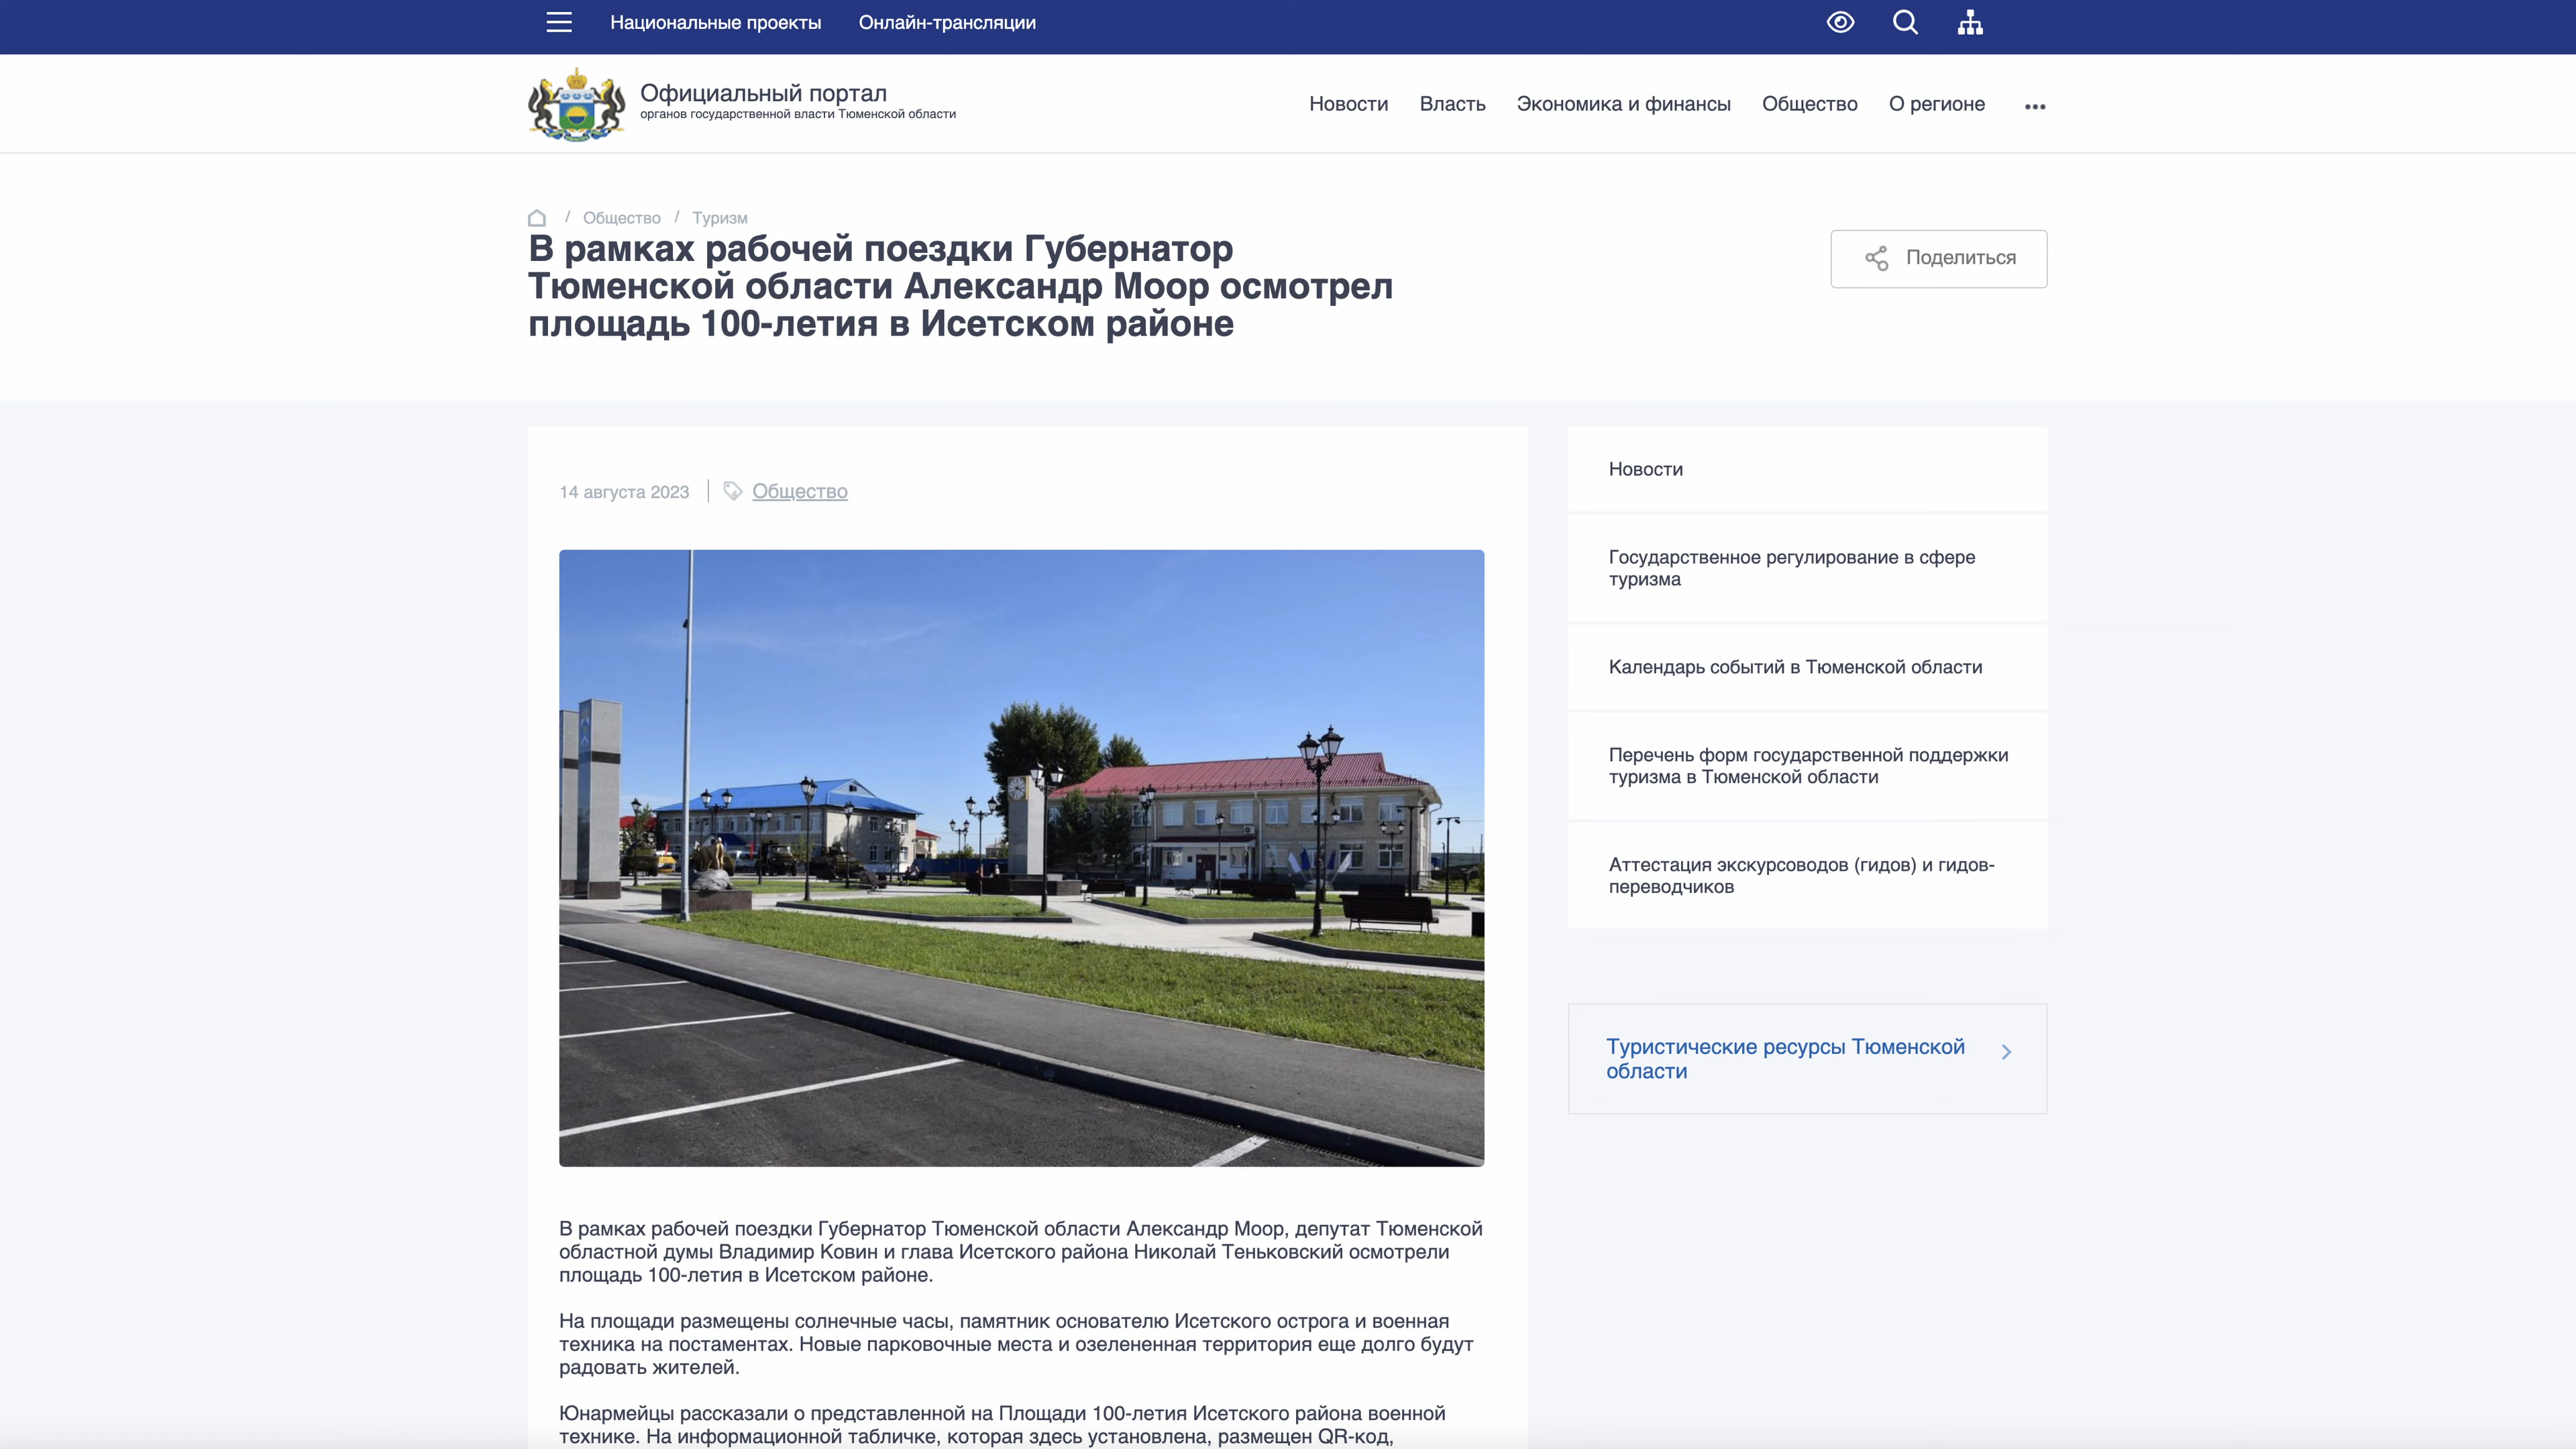 Национальные проекты
Онлайн-трансляции
Официальный портал
органов государственной власти Тюменской области
Новости
Власть
Экономика и финансы
Общество
О регионе
/ Общество / Туризм
В рамках рабочей поездки Губернатор
Тюменской области Александр Моор осмотрел
площадь 100-летия в Исетском районе
Поделиться
14 августа 2023
Общество
В рамках рабочей поездки Губернатор Тюменской области Александр Моор, депутат Тюменской
областной думы Владимир Ковин и глава Исетского района Николай Теньковский осмотрели
площадь 100-летия в Исетском районе.
На площади размещены солнечные часы, памятник основателю Исетского острога и военная
техника на постаментах. Новые парковочные места и озелененная территория еще долго будут
радовать жителей.
Юнармейцы рассказали о представленной на Площади 100-летия Исетского района военной
технике. На информационной табличке, которая здесь установлена, размещен QR-код,
Новости
Государственное регулирование в сфере
туризма
Календарь событий в Тюменской области
Перечень форм государственной поддержки
туризма в Тюменской области
Аттестация экскурсоводов (гидов) и гидов-
переводчиков
Туристические ресурсы Тюменской
области